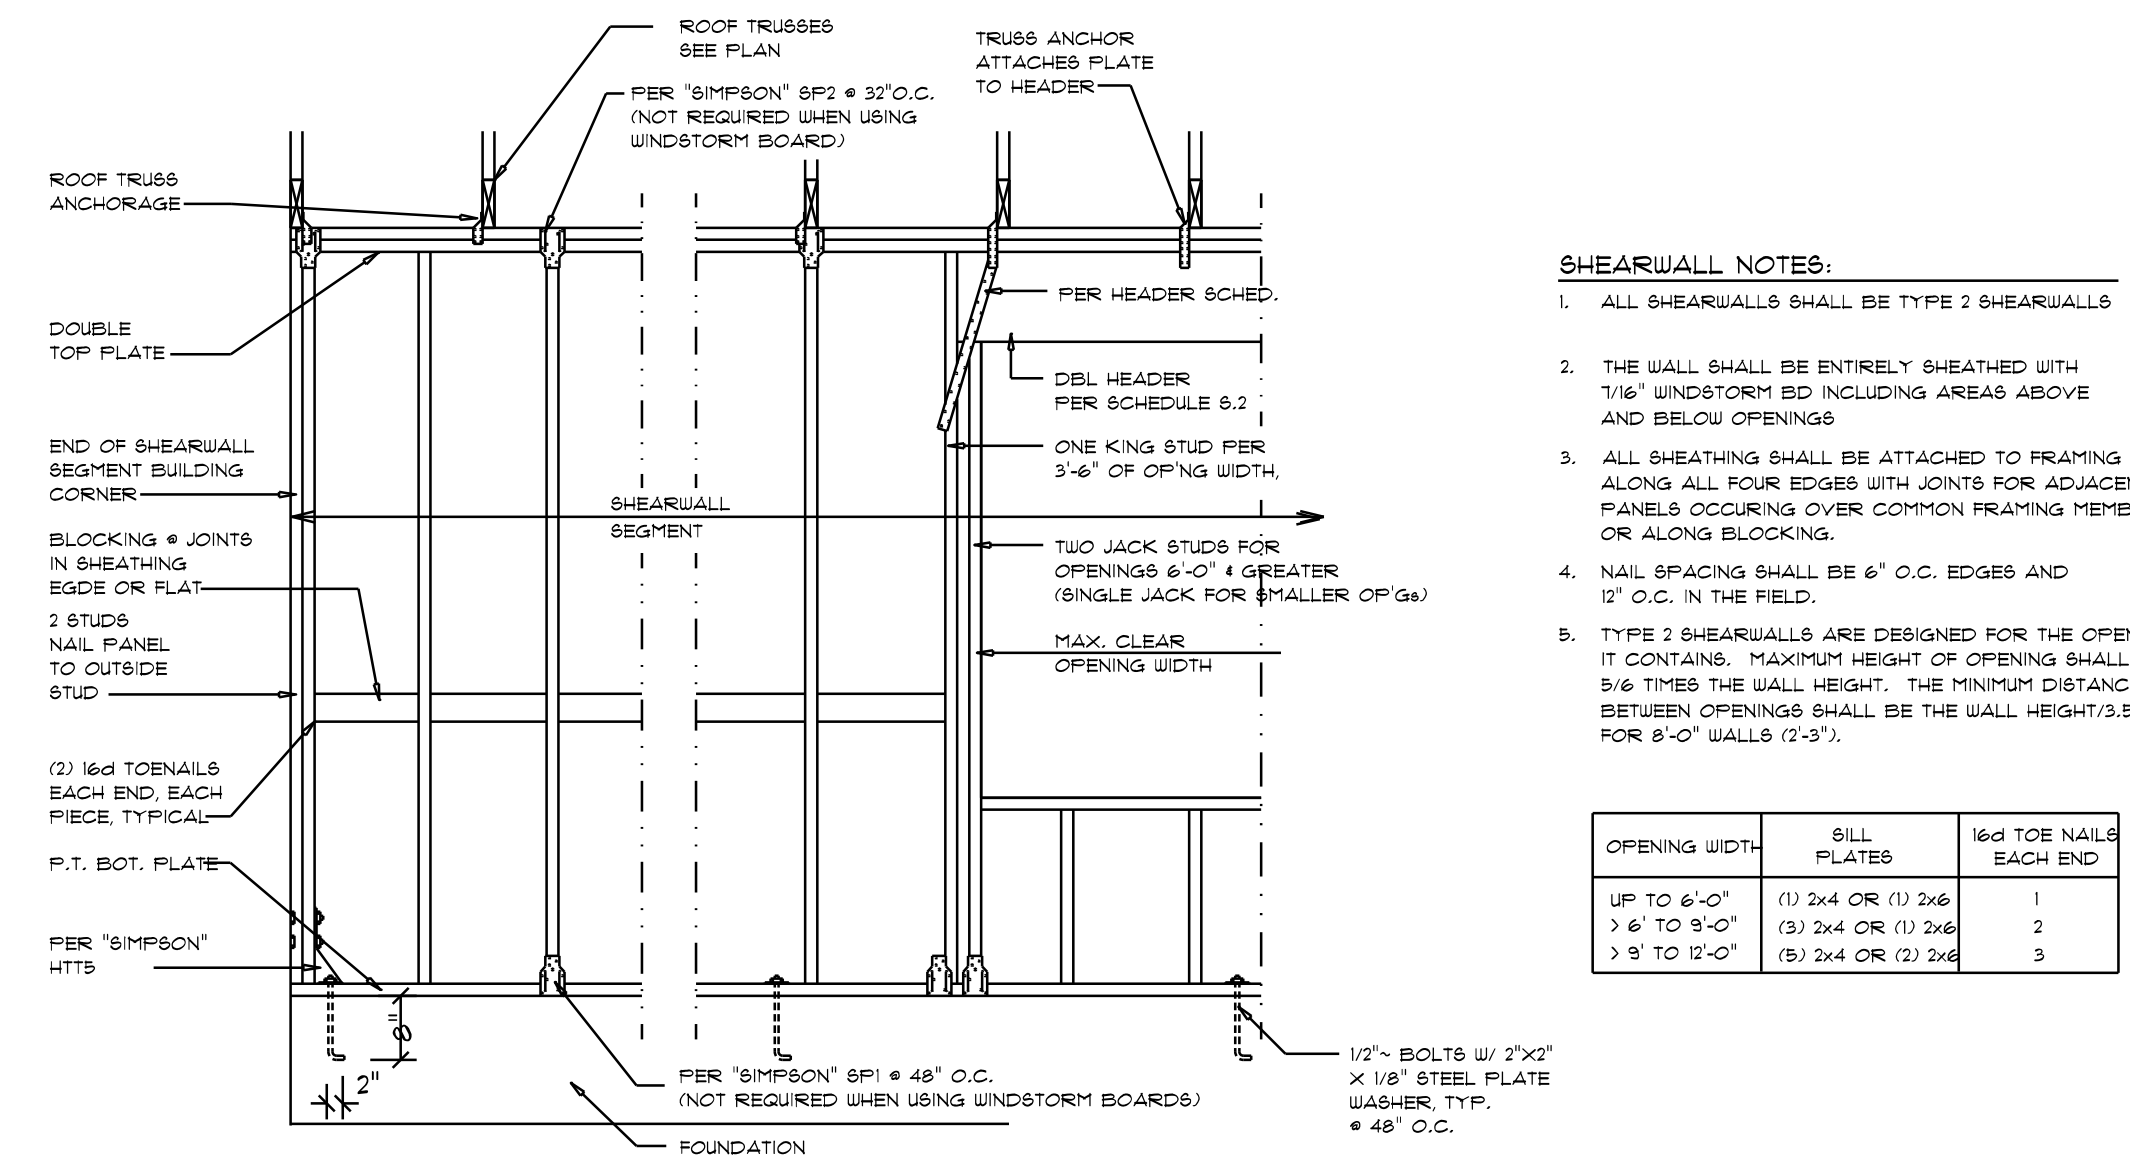 ROOF TRUSSES
SEE PLAN
TRUSS ANCHOR
ATTACHES PLATE
TO HEADER
PER "SIMPSON" SP2 @ 32"O.C.
(NOT REQUIRED WHEN USING
WINDSTORM BOARD)
ROOF TRUSS
ANCHORAGE
DOUBLE
TOP PLATE
END OF SHEARWALL
SEGMENT BUILDING
CORNER
BLOCKING @ JOINTS
IN SHEATHING
EGDE OR FLAT
2 STUDS
NAIL PANEL
TO OUTSIDE
STUD
(2) 16d TOENAILS
EACH END, EACH
PIECE, TYPICAL
P.T. BOT. PLATE
PER "SIMPSON"
HTT5
SHEARWALL
SEGMENT
PER HEADER SCHED.
DBL HEADER
PER SCHEDULE S.2
ONE KING STUD PER
3'-6" OF OP'NG WIDTH,
TWO JACK STUDS FOR
OPENINGS 6'-0" & GREATER
(SINGLE JACK FOR SMALLER OP'Gs)
MAX. CLEAR
OPENING WIDTH
8"
2"
PER "SIMPSON" SP1 @ 48" O.C.
(NOT REQUIRED WHEN USING WINDSTORM BOARDS)
FOUNDATION
1/2"~ BOLTS W/ 2"X2"
X 1/8" STEEL PLATE
WASHER, TYP.
@ 48" O.C.
SHEARWALL NOTES:
1. ALL SHEARWALLS SHALL BE TYPE 2 SHEARWALLS
2. THE WALL SHALL BE ENTIRELY SHEATHED WITH
7/16" WINDSTORM BD INCLUDING AREAS ABOVE
AND BELOW OPENINGS
3. ALL SHEATHING SHALL BE ATTACHED TO FRAMING
ALONG ALL FOUR EDGES WITH JOINTS FOR
PANELS OCCURING OVER COMMON FRAMING
OR ALONG BLOCKING.
4. NAIL SPACING SHALL BE 6" O.C. EDGES AND
12" O.C. IN THE FIELD.
5. TYPE 2 SHEARWALLS ARE DESIGNED FOR THE
IT CONTAINS. MAXIMUM HEIGHT OF OPENING SHALL
5/6 TIMES THE WALL HEIGHT. THE MINIMUM
BETWEEN OPENINGS SHALL BE THE WALL HEIGHT/3.5
FOR 8'-0" WALLS (2'-3").
OPENING WIDTH SILL PLATES 16d TOE NAILS EACH END
UP TO 6'-0" (1) 2x4 OR (1) 2x6 1
> 6' TO 9'-0" (3) 2x4 OR (1) 2x6 2
> 9' TO 12'-0" (5) 2x4 OR (2) 2x6 3